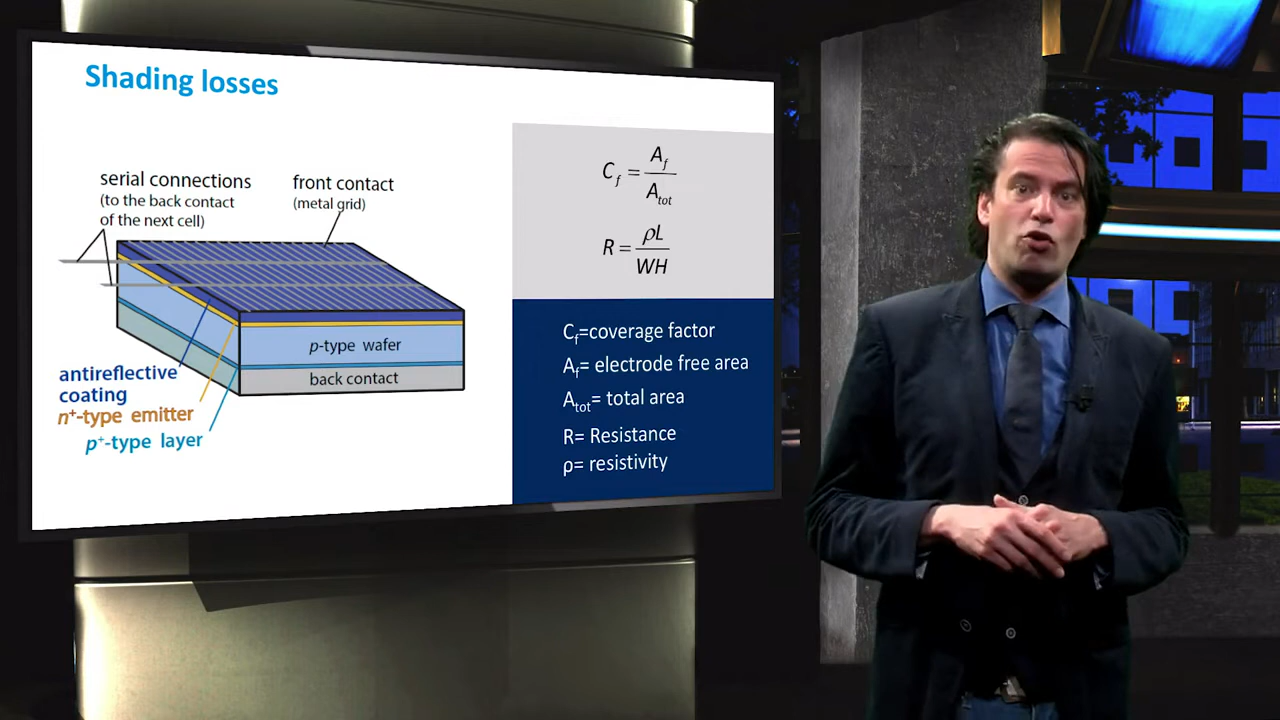 Shading losses
serial connections
(to the back contact
of the next cell)
front contact
(metal grid)
p-type wafer
back contact
antireflective
coating
n⁺-type emitter
p⁺-type layer
C_f = A_f / A_tot
R = ρL / WH
C_f=coverage factor
A_f= electrode free area
A_tot= total area
R= Resistance
ρ= resistivity